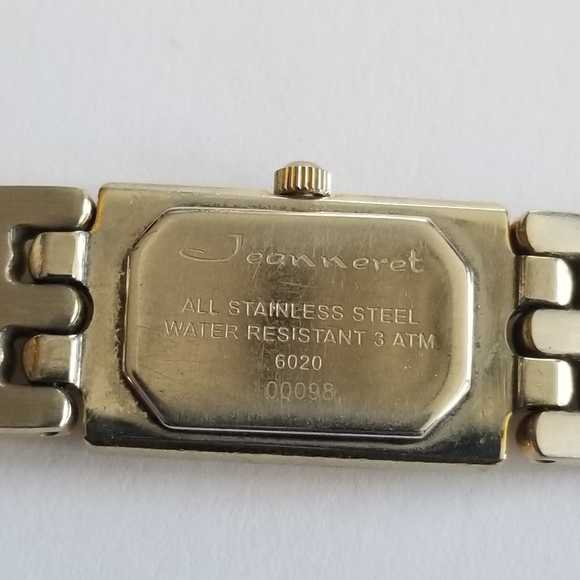 Jeanneret
ALL STAINLESS STEEL
WATER RESISTANT 3 ATM
6020
00098